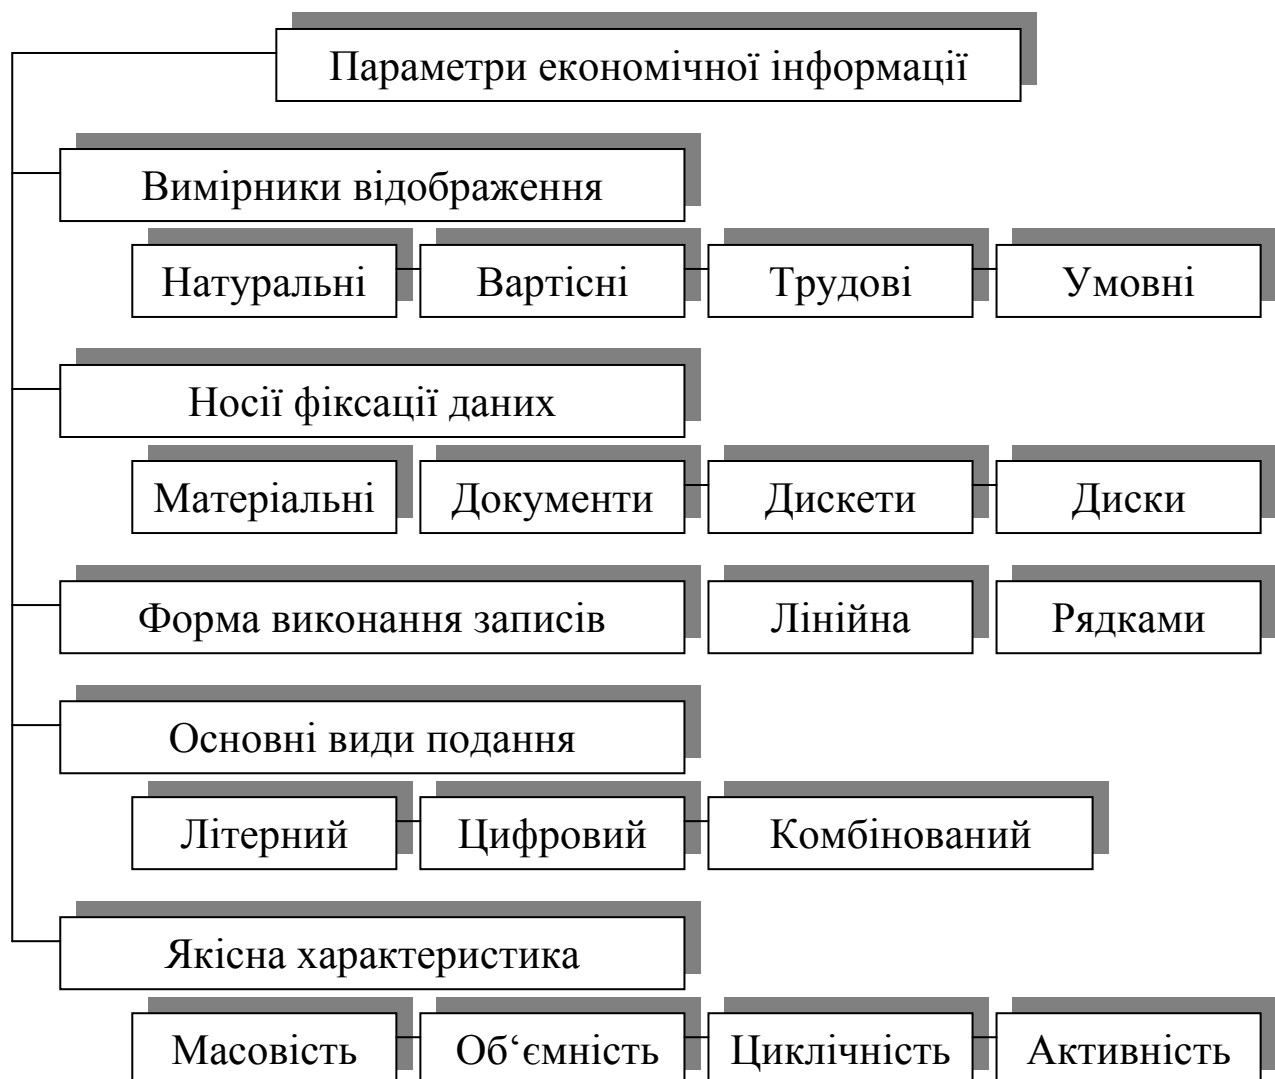 Параметри економічної інформації
Вимірники відображення
Натуральні Вартісні Трудові Умовні
Носії фіксації даних
Матеріальні Документи Дискети Диски
Форма виконання записів Лінійна Рядками
Основні види подання
Літерний Цифровий Комбінований
Якісна характеристика
Масовість Об‘ємність Циклічність Активність